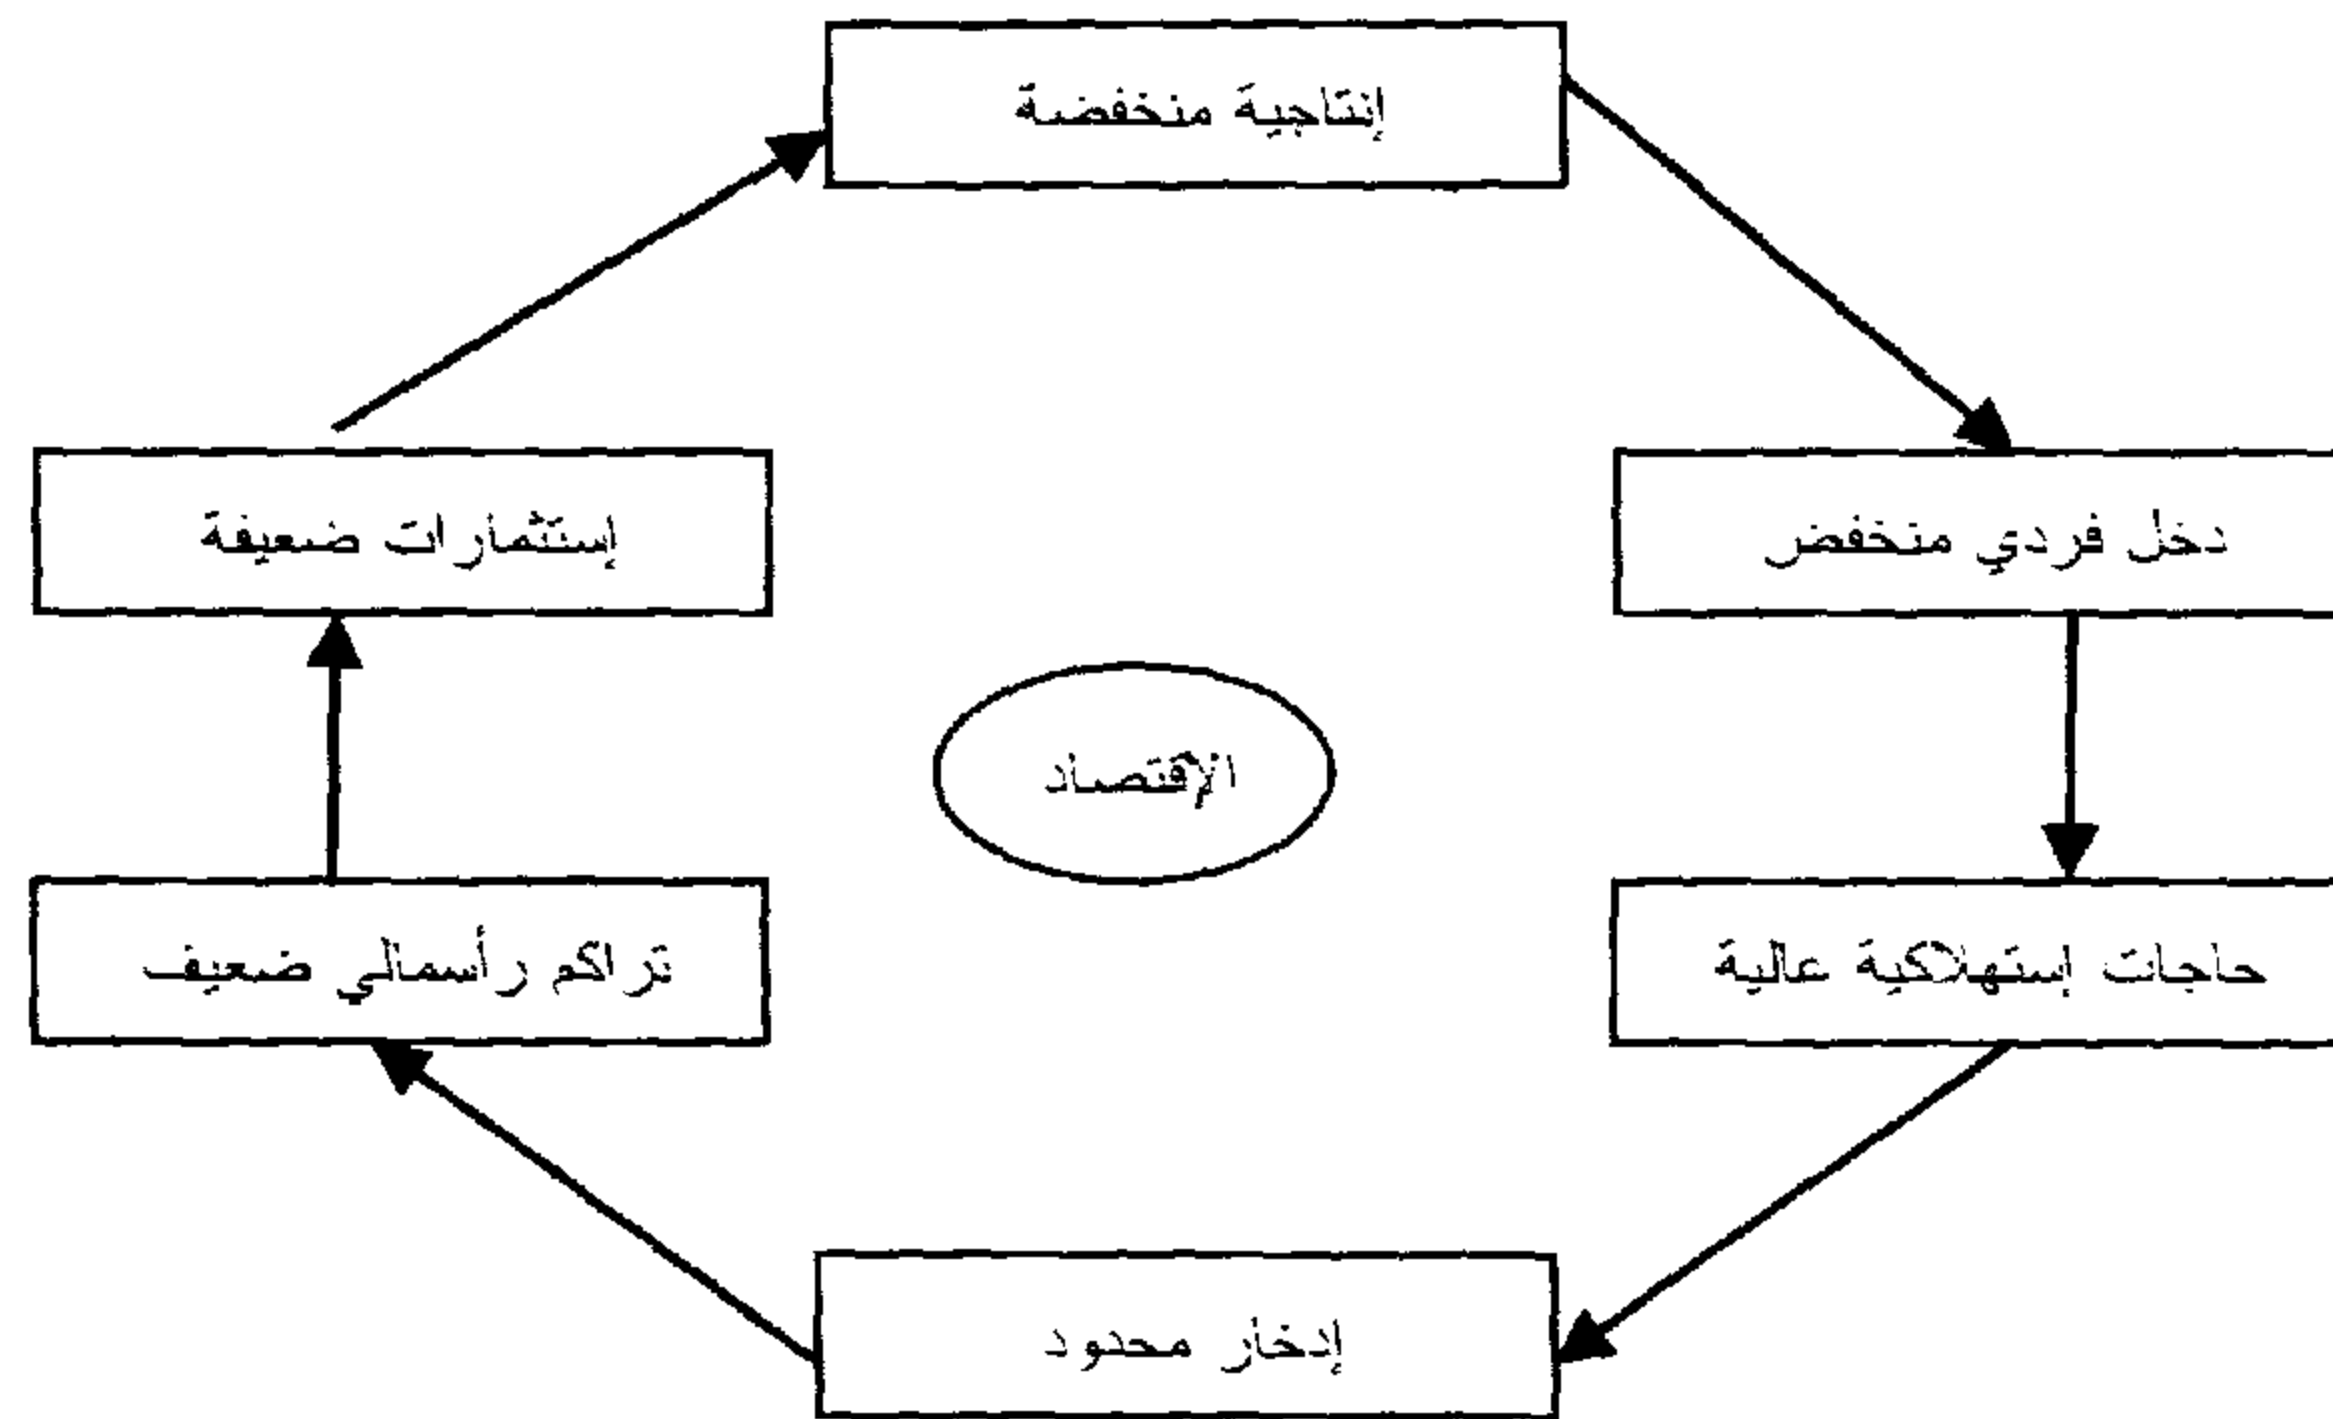 إنتاجية منخفضة
دخل فردي منخفض
إستثمارات ضعيفة
الإقتصاد
حاجات إستهلاكية عالية
تراكم رأسمالي ضعيف
إدخار محدود